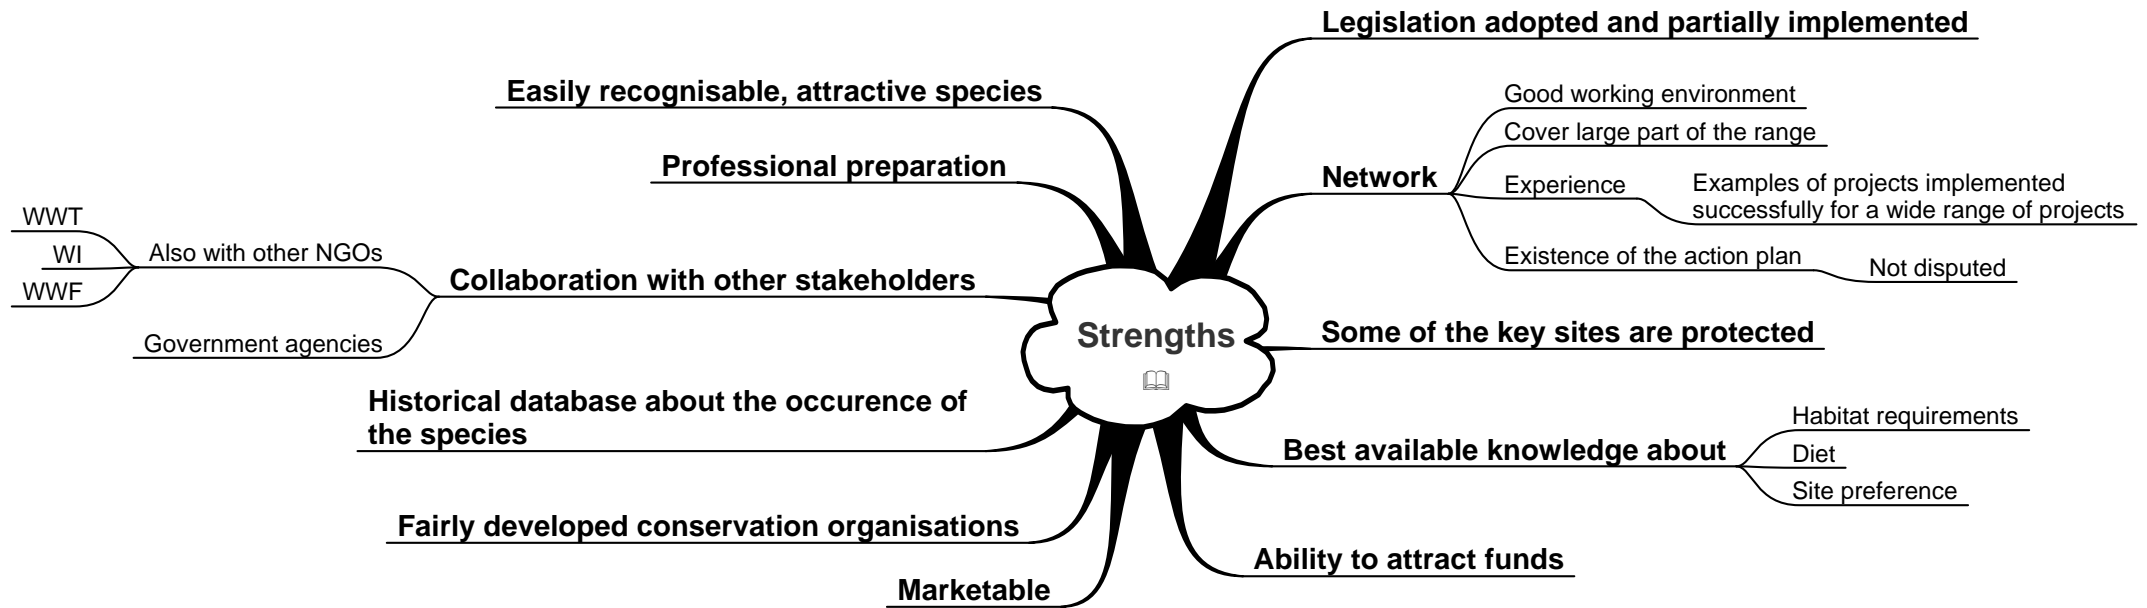 Strengths
Legislation adopted and partially implemented
Network
Good working environment
Cover large part of the range
Experience
Examples of projects implemented
successfully for a wide range of projects
Existence of the action plan
Not disputed
Some of the key sites are protected
Best available knowledge about
Habitat requirements
Diet
Site preference
Ability to attract funds
Easily recognisable, attractive species
Professional preparation
Collaboration with other stakeholders
Also with other NGOs
WWT
WI
WWF
Government agencies
Historical database about the occurence of
the species
Fairly developed conservation organisations
Marketable